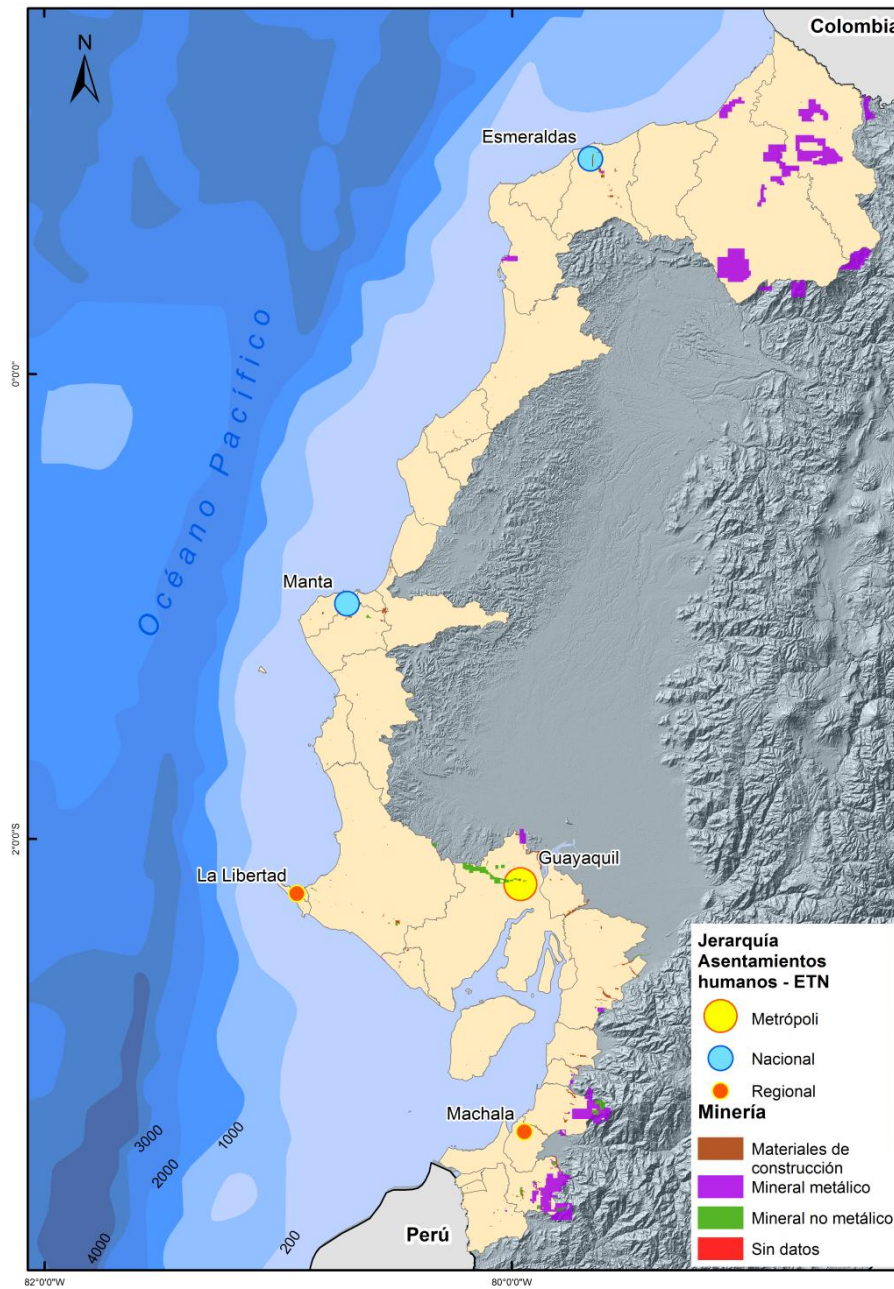 Colombia
N
Esmeraldas
0°0'0"
Océano Pacífico
Manta
2°0'0"S
La Libertad
Guayaquil
Machala
Perú
3000
2000
1000
4000
200
Jerarquía
Asentamientos
humanos - ETN
Metrópoli
Nacional
Regional
Minería
Materiales de
construcción
Mineral metálico
Mineral no metálico
Sin datos
82°0'0"W
80°0'0"W